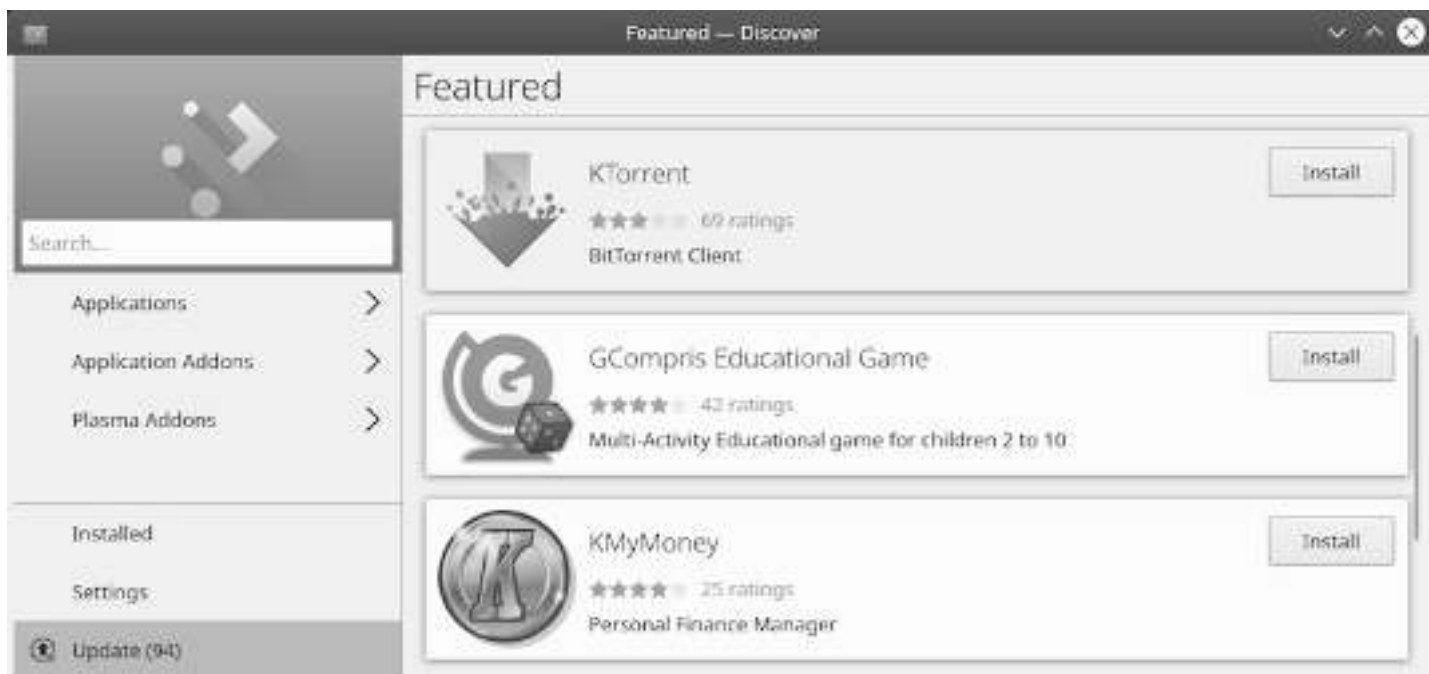 Featured — Discover
Search...
Applications
Application Addons
Plasma Addons
Installed
Settings
Update (94)
Featured
KTorrent
69 ratings
BitTorrent Client
Install
G
GCompris Educational Game
42 ratings
Multi-Activity Educational game for children 2 to 10
Install
K
KMyMoney
25 ratings
Personal Finance Manager
Install